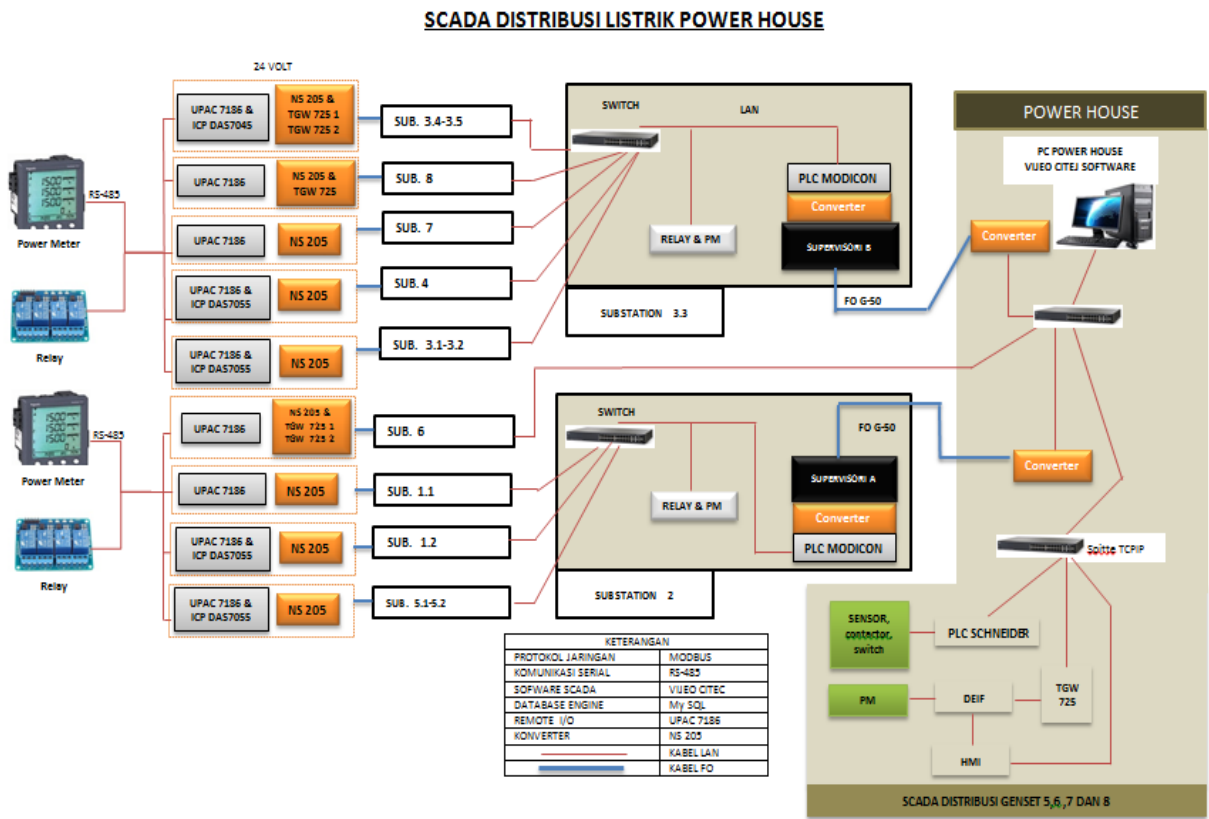 SCADA DISTRIBUSI LISTRIK POWER HOUSE
24 VOLT
UPAC 7186 &
ICP DAS7045
NS 205 &
TGW 725 1
TGW 725 2
SUB. 3.4-3.5
UPAC 7186
NS 205 &
TGW 725
SUB. 8
UPAC 7186
NS 205
SUB. 7
UPAC 7186 &
ICP DAS7055
NS 205
SUB. 4
UPAC 7186 &
ICP DAS7055
NS 205
SUB. 3.1-3.2
RS-485
Power Meter
Relay
SWITCH
LAN
PLC MODICON
Converter
SUPERVISORI B
RELAY & PM
SUBSTATION 3.3
FO G-50
POWER HOUSE
PC POWER HOUSE
VIJEO CITEJ SOFTWARE
Converter
RS-485
Power Meter
Relay
UPAC 7186
NS 205 &
TGW 725 1
TGW 725 2
SUB. 6
UPAC 7186
NS 205
SUB. 1.1
UPAC 7186 &
ICP DAS7055
NS 205
SUB. 1.2
UPAC 7186 &
ICP DAS7055
NS 205
SUB. 5.1-5.2
SWITCH
FO G-50
SUPERVISORI A
Converter
PLC MODICON
RELAY & PM
SUBSTATION 2
Converter
Spitte TCPIP
SENSOR,
contactor,
switch
PLC SCHNEIDER
PM
DEIF
TGW
725
HMI
SCADA DISTRIBUSI GENSET 5,6 ,7 DAN 8
KETERANGAN
PROTOKOL JARINGAN MODBUS
KOMUNIKASI SERIAL RS-485
SOFWARE SCADA VIJEO CITEC
DATABASE ENGINE My SQL
REMOTE I/O UPAC 7186
KONVERTER NS 205
KABEL LAN
KABEL FO